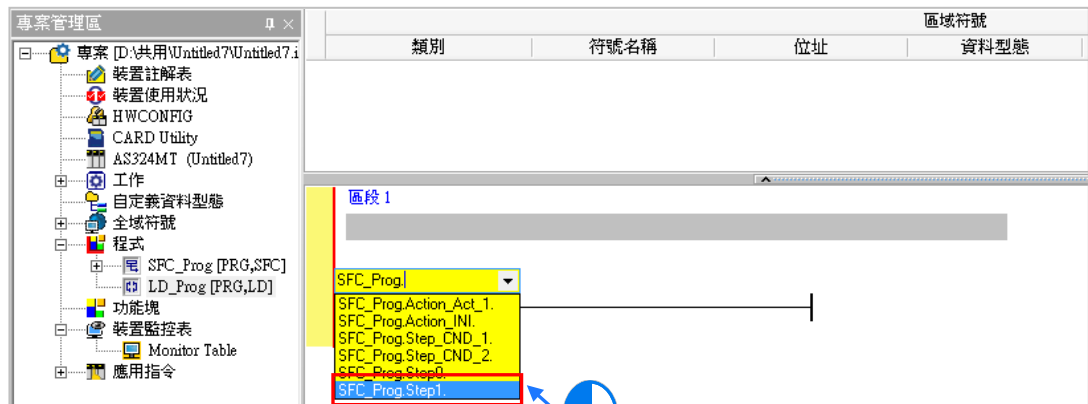 專案管理區
專案 [D:\共用\Untitled7\Untitled7.i
裝置註解表
裝置使用狀況
HWCONFIG
CARD Utility
AS324MT (Untitled7)
工作
自定義資料型態
全域符號
程式
SFC_Prog [PRG,SFC]
LD_Prog [PRG,LD]
功能塊
裝置監控表
Monitor Table
應用指令
區域符號
類別 符號名稱 位址 資料型態
區段 1
SFC_Prog.
SFC_Prog.Action_Act_1.
SFC_Prog.Action_INI.
SFC_Prog.Step_CND_1.
SFC_Prog.Step_CND_2.
SFC_Prog.Step0.
SFC_Prog.Step1.